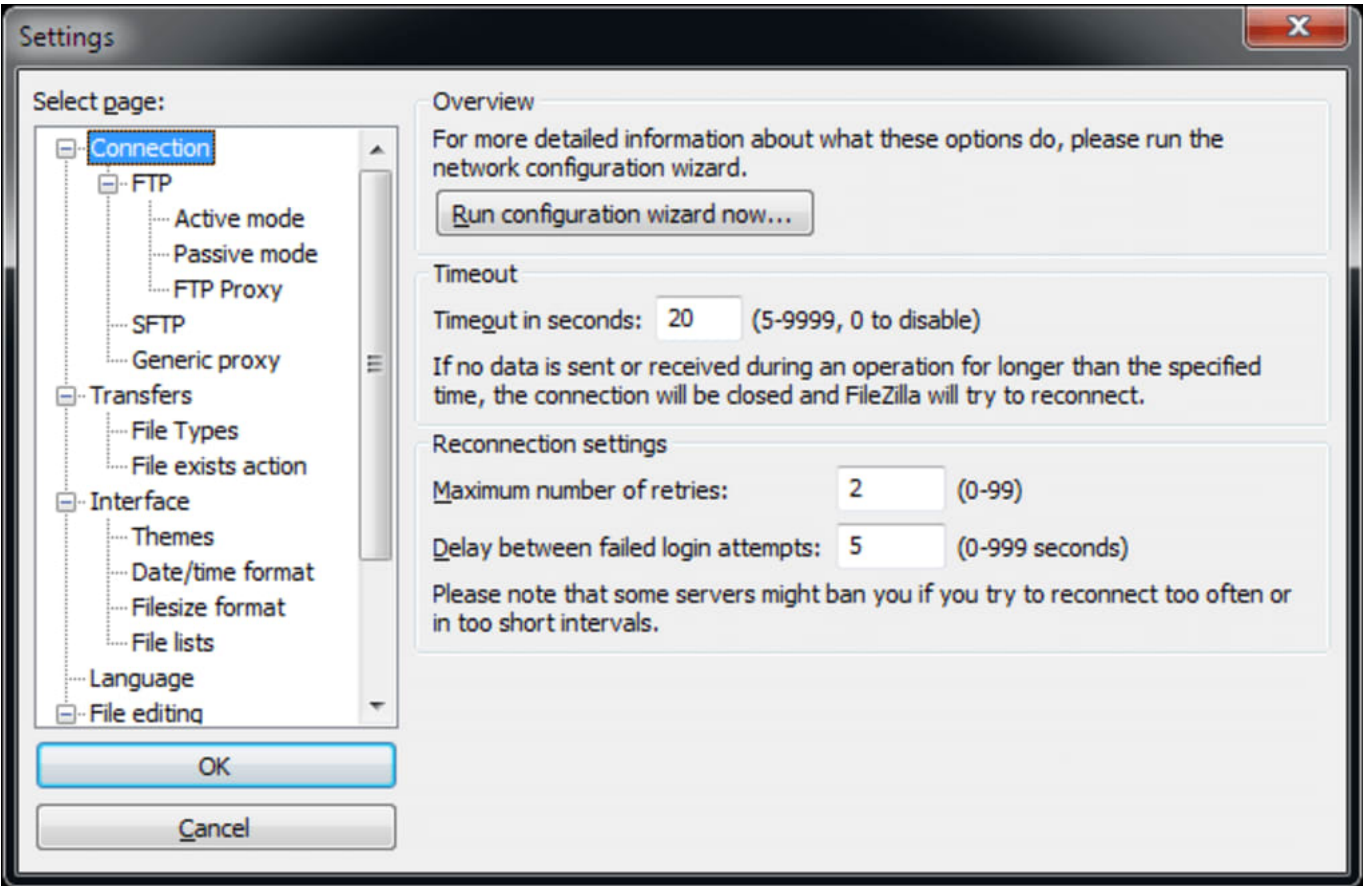 Settings
Select page:
Connection
FTP
Active mode
Passive mode
FTP Proxy
SFTP
Generic proxy
Transfers
File Types
File exists action
Interface
Themes
Date/time format
Filesize format
File lists
Language
File editing
OK
Cancel
Overview
For more detailed information about what these options do, please run the
network configuration wizard.
Run configuration wizard now...
Timeout
Timeout in seconds: 20 (5-9999, 0 to disable)
If no data is sent or received during an operation for longer than the specified
time, the connection will be closed and FileZilla will try to reconnect.
Reconnection settings
Maximum number of retries: 2 (0-99)
Delay between failed login attempts: 5 (0-999 seconds)
Please note that some servers might ban you if you try to reconnect too often or
in too short intervals.